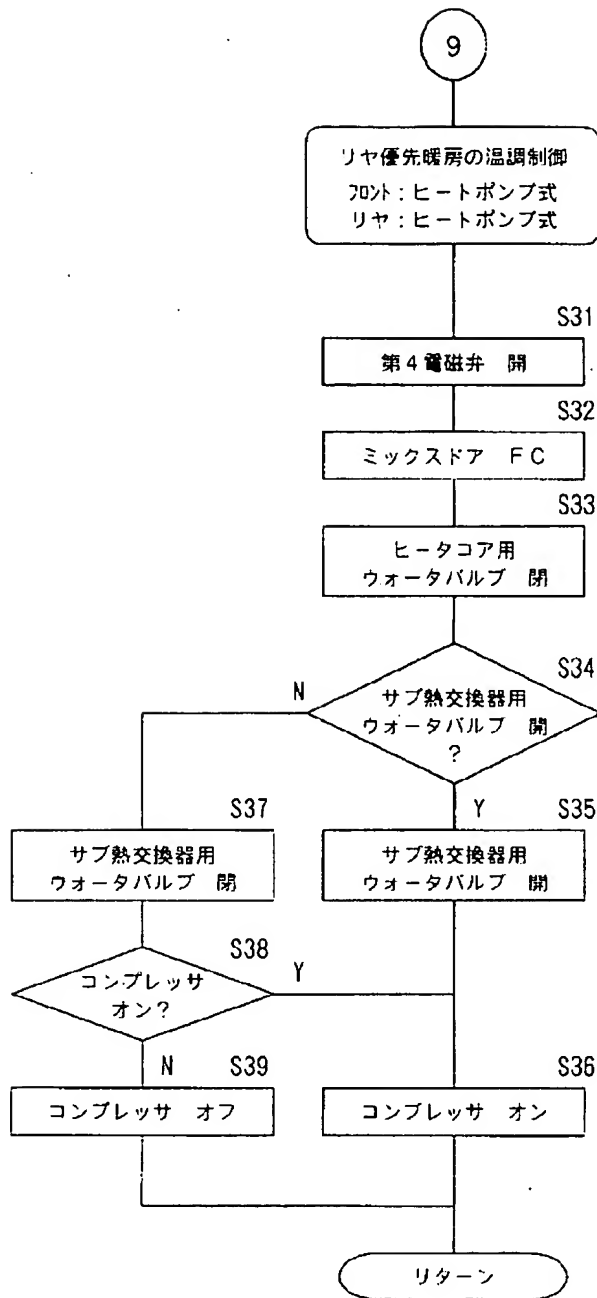 9
リヤ優先暖房の温調制御
フロント：ヒートポンプ式
リヤ：ヒートポンプ式
S31
第4電磁弁 開
S32
ミックスドア FC
S33
ヒータコア用
ウォータバルブ 閉
S34
N
サブ熱交換器用
ウォータバルブ 開
?
Y
S37
S35
サブ熱交換器用
ウォータバルブ 閉
サブ熱交換器用
ウォータバルブ 開
S38
コンプレッサ
オン?
Y
N
S39
S36
コンプレッサ オフ
コンプレッサ オン
リターン